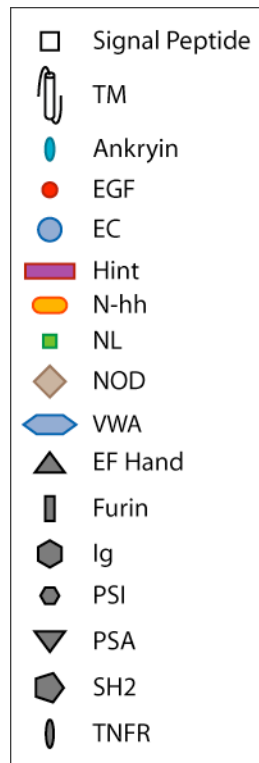 Signal Peptide
TM
Ankryin
EGF
EC
Hint
N-hh
NL
NOD
VWA
EF Hand
Furin
Ig
PSI
PSA
SH2
TNFR